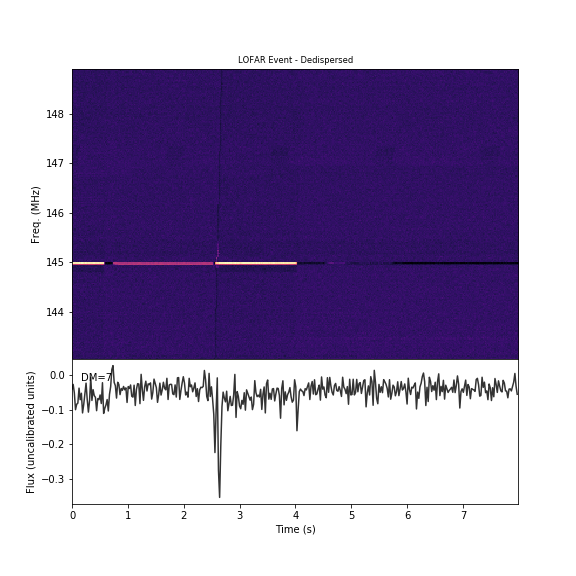 LOFAR Event - Dedispersed
148
147
146
145
144
Freq. (MHz)
DM=7
0.0
−0.1
−0.2
−0.3
Flux (uncalibrated units)
0 1 2 3 4 5 6 7
Time (s)